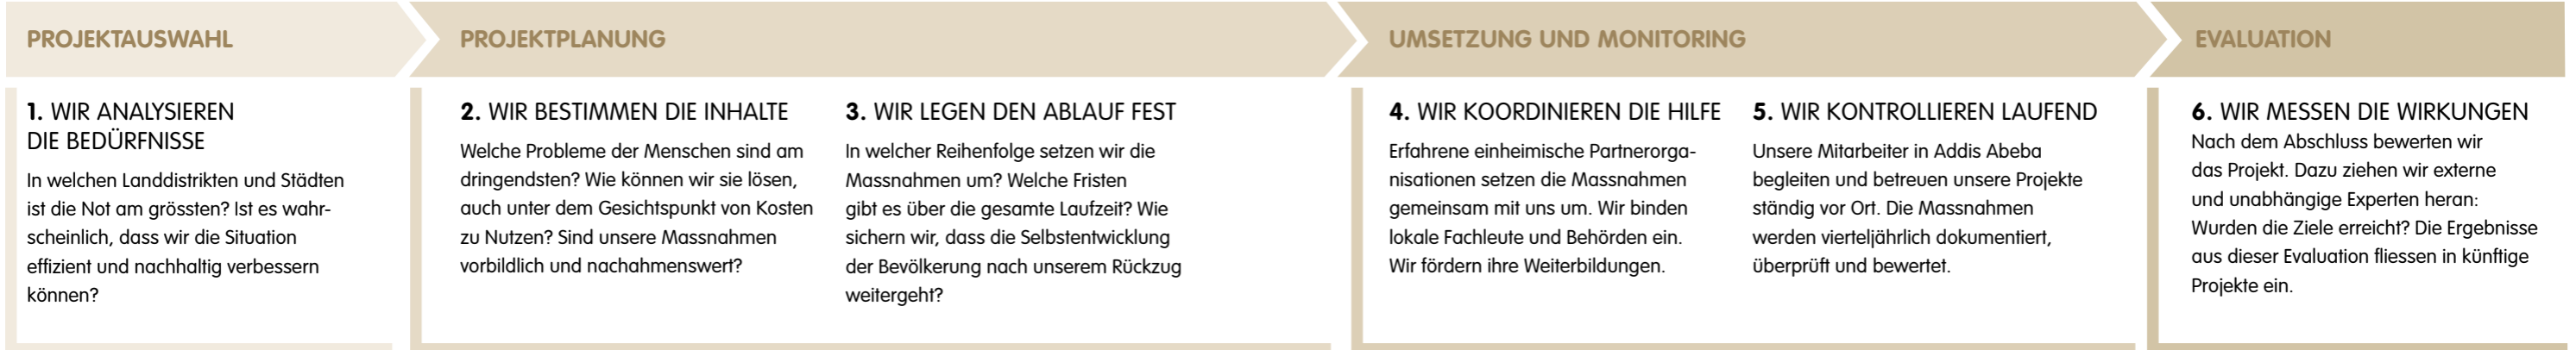 PROJEKTAUSWAHL
1. WIR ANALYSIEREN
DIE BEDÜRFNISSE
In welchen Landdistrikten und Städten
ist die Not am grössten? Ist es wahr-
scheinlich, dass wir die Situation
effizient und nachhaltig verbessern
können?
PROJEKTPLANUNG
2. WIR BESTIMMEN DIE INHALTE
Welche Probleme der Menschen sind am
dringendsten? Wie können wir sie lösen,
auch unter dem Gesichtspunkt von Kosten
zu Nutzen? Sind unsere Massnahmen
vorbildlich und nachahmenswert?
3. WIR LEGEN DEN ABLAUF FEST
In welcher Reihenfolge setzen wir die
Massnahmen um? Welche Fristen
gibt es über die gesamte Laufzeit? Wie
sichern wir, dass die Selbstentwicklung
der Bevölkerung nach unserem Rückzug
weitergeht?
UMSETZUNG UND MONITORING
4. WIR KOORDINIEREN DIE HILFE
Erfahrene einheimische Partnerorga-
nisationen setzen die Massnahmen
gemeinsam mit uns um. Wir binden
lokale Fachleute und Behörden ein.
Wir fördern ihre Weiterbildungen.
5. WIR KONTROLLIEREN LAUFEND
Unsere Mitarbeiter in Addis Abeba
begleiten und betreuen unsere Projekte
ständig vor Ort. Die Massnahmen
werden vierteljährlich dokumentiert,
überprüft und bewertet.
EVALUATION
6. WIR MESSEN DIE WIRKUNGEN
Nach dem Abschluss bewerten wir
das Projekt. Dazu ziehen wir externe
und unabhängige Experten heran:
Wurden die Ziele erreicht? Die Ergebnisse
aus dieser Evaluation fliessen in künftige
Projekte ein.